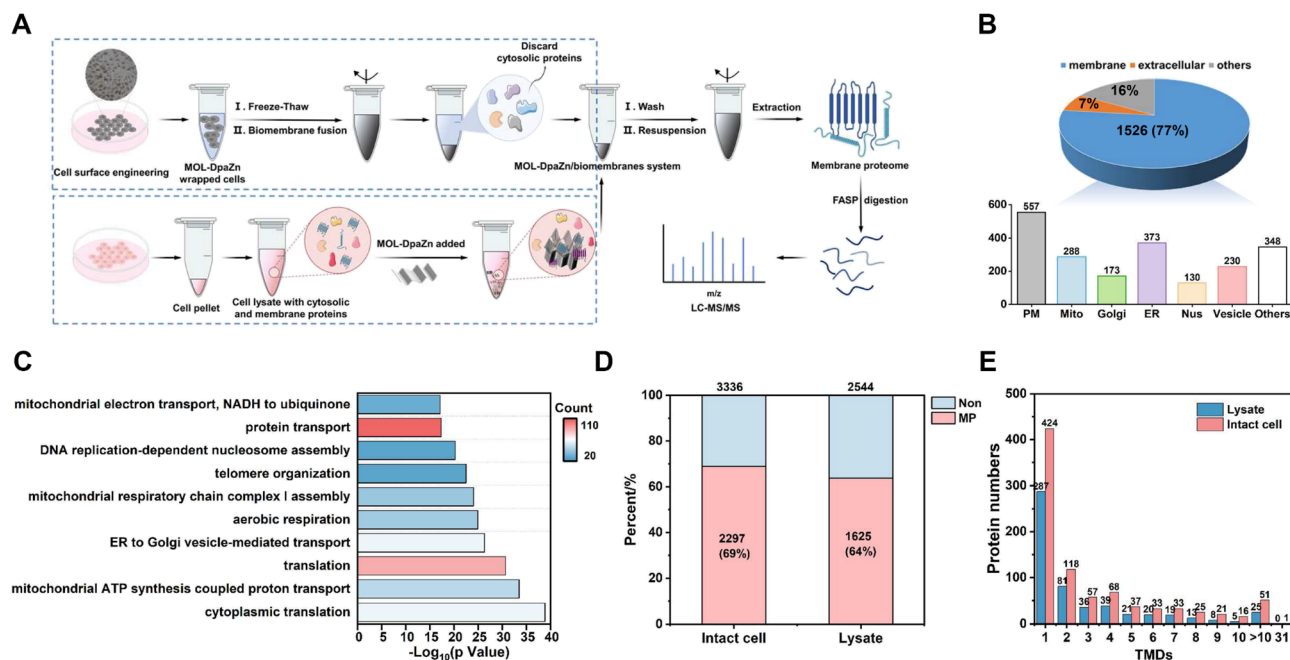 A
Discard
cytosolic proteins
I . Freeze-Thaw
II. Biomembrane fusion
I . Wash
II. Resuspension
Extraction
Cell surface engineering
MOL-DpaZn
wrapped cells
MOL-DpaZn/biomembranes system
Membrane proteome
FASP digestion
MOL-DpaZn added
Cell pellet
Cell lysate with cytosolic
and membrane proteins
m/z
LC-MS/MS
B
membrane extracellular others
16%
7%
1526 (77%)
600
400
200
0
557
288
173
373
130
230
348
PM Mito Golgi ER Nus Vesicle Others
C
mitochondrial electron transport, NADH to ubiquinone
protein transport
DNA replication-dependent nucleosome assembly
telomere organization
mitochondrial respiratory chain complex I assembly
aerobic respiration
ER to Golgi vesicle-mediated transport
translation
mitochondrial ATP synthesis coupled proton transport
cytoplasmic translation
Count
110
20
0 5 10 15 20 25 30 35 40
-Log10(p Value)
D
3336 2544
Non
MP
100
80
60
40
20
0
Percent/%
2297
(69%)
1625
(64%)
Intact cell Lysate
E
Lysate
Intact cell
500
400
300
200
100
0
Protein numbers
287 424
81 118
36 57
39 68
21 37
20 33
19 33
13 25
8 21
5 16
25 51
0 1
1 2 3 4 5 6 7 8 9 10 >10 31
TMDs